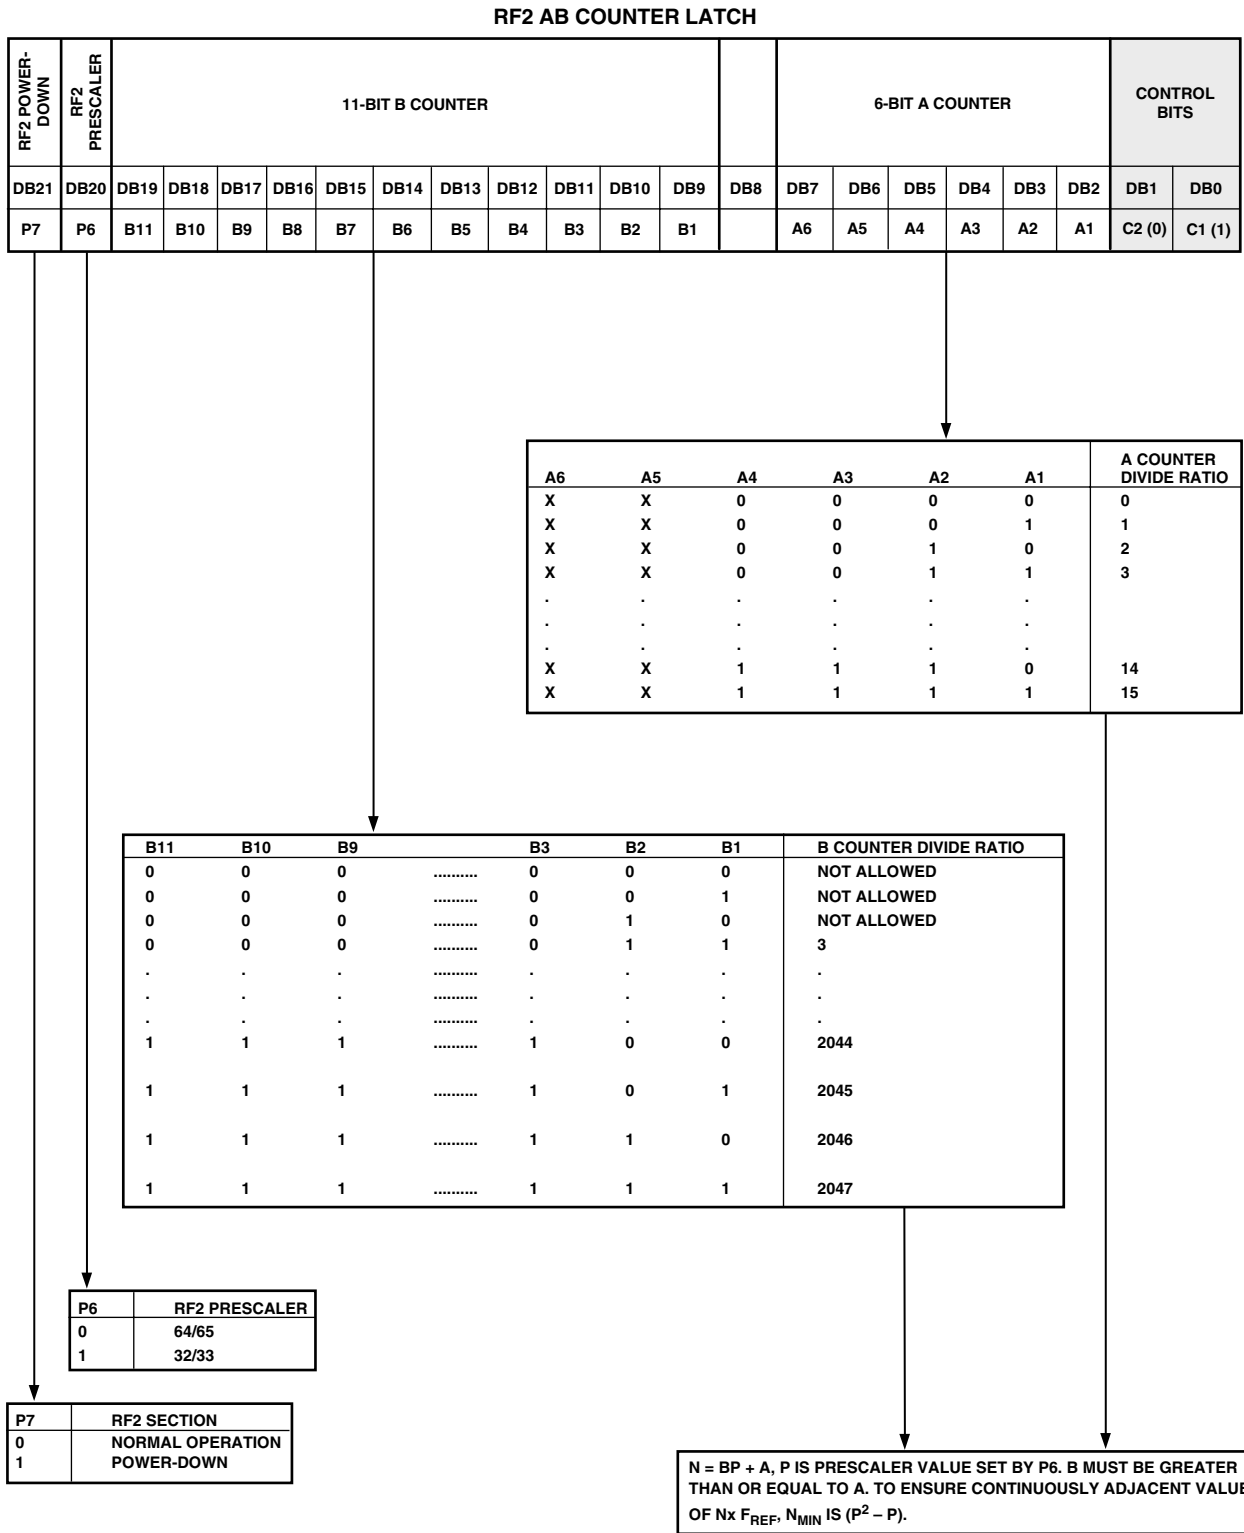 RF2 AB COUNTER LATCH
RF2 POWER-DOWN RF2 PRESCALER 11-BIT B COUNTER 6-BIT A COUNTER CONTROL BITS
DB21 DB20 DB19 DB18 DB17 DB16 DB15 DB14 DB13 DB12 DB11 DB10 DB9 DB8 DB7 DB6 DB5 DB4 DB3 DB2 DB1 DB0
P7 P6 B11 B10 B9 B8 B7 B6 B5 B4 B3 B2 B1 A6 A5 A4 A3 A2 A1 C2 (0) C1 (1)
A6 A5 A4 A3 A2 A1 A COUNTER DIVIDE RATIO
X X 0 0 0 0 0
X X 0 0 0 1 1
X X 0 0 1 0 2
X X 0 0 1 1 3
. . . . . .
. . . . . .
. . . . . .
X X 1 1 1 0 14
X X 1 1 1 1 15
B11 B10 B9 B3 B2 B1 B COUNTER DIVIDE RATIO
0 0 0 .......... 0 0 0 NOT ALLOWED
0 0 0 .......... 0 0 1 NOT ALLOWED
0 0 0 .......... 0 1 0 NOT ALLOWED
0 0 0 .......... 0 1 1 3
. . . .......... . . . .
. . . .......... . . . .
. . . .......... . . . .
1 1 1 .......... 1 0 0 2044
1 1 1 .......... 1 0 1 2045
1 1 1 .......... 1 1 0 2046
1 1 1 .......... 1 1 1 2047
P6 RF2 PRESCALER
0 64/65
1 32/33
P7 RF2 SECTION
0 NORMAL OPERATION
1 POWER-DOWN
N = BP + A, P IS PRESCALER VALUE SET BY P6. B MUST BE GREATER
THAN OR EQUAL TO A. TO ENSURE CONTINUOUSLY ADJACENT VALUE
OF Nx F_REF, N_MIN IS (P² – P).